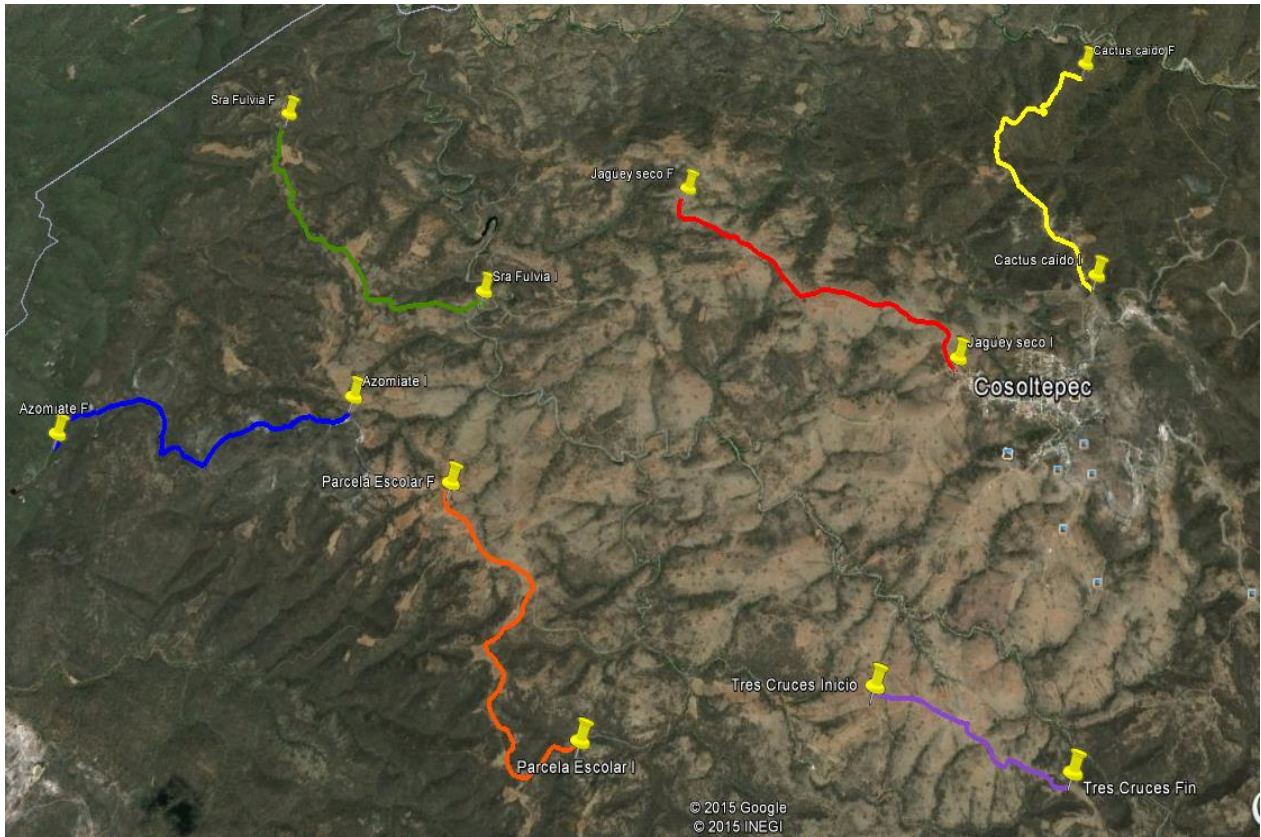 Cactus caido F
Sra Fulvia F
Jaguey seco F
Cactus caido I
Sra Fulvia I
Jaguey seco I
Azomiate I
Cosoltepec
Azomiate F
Parcela Escolar F
Tres Cruces Inicio
Parcela Escolar I
Tres Cruces Fin
© 2015 Google
© 2015 INEGI